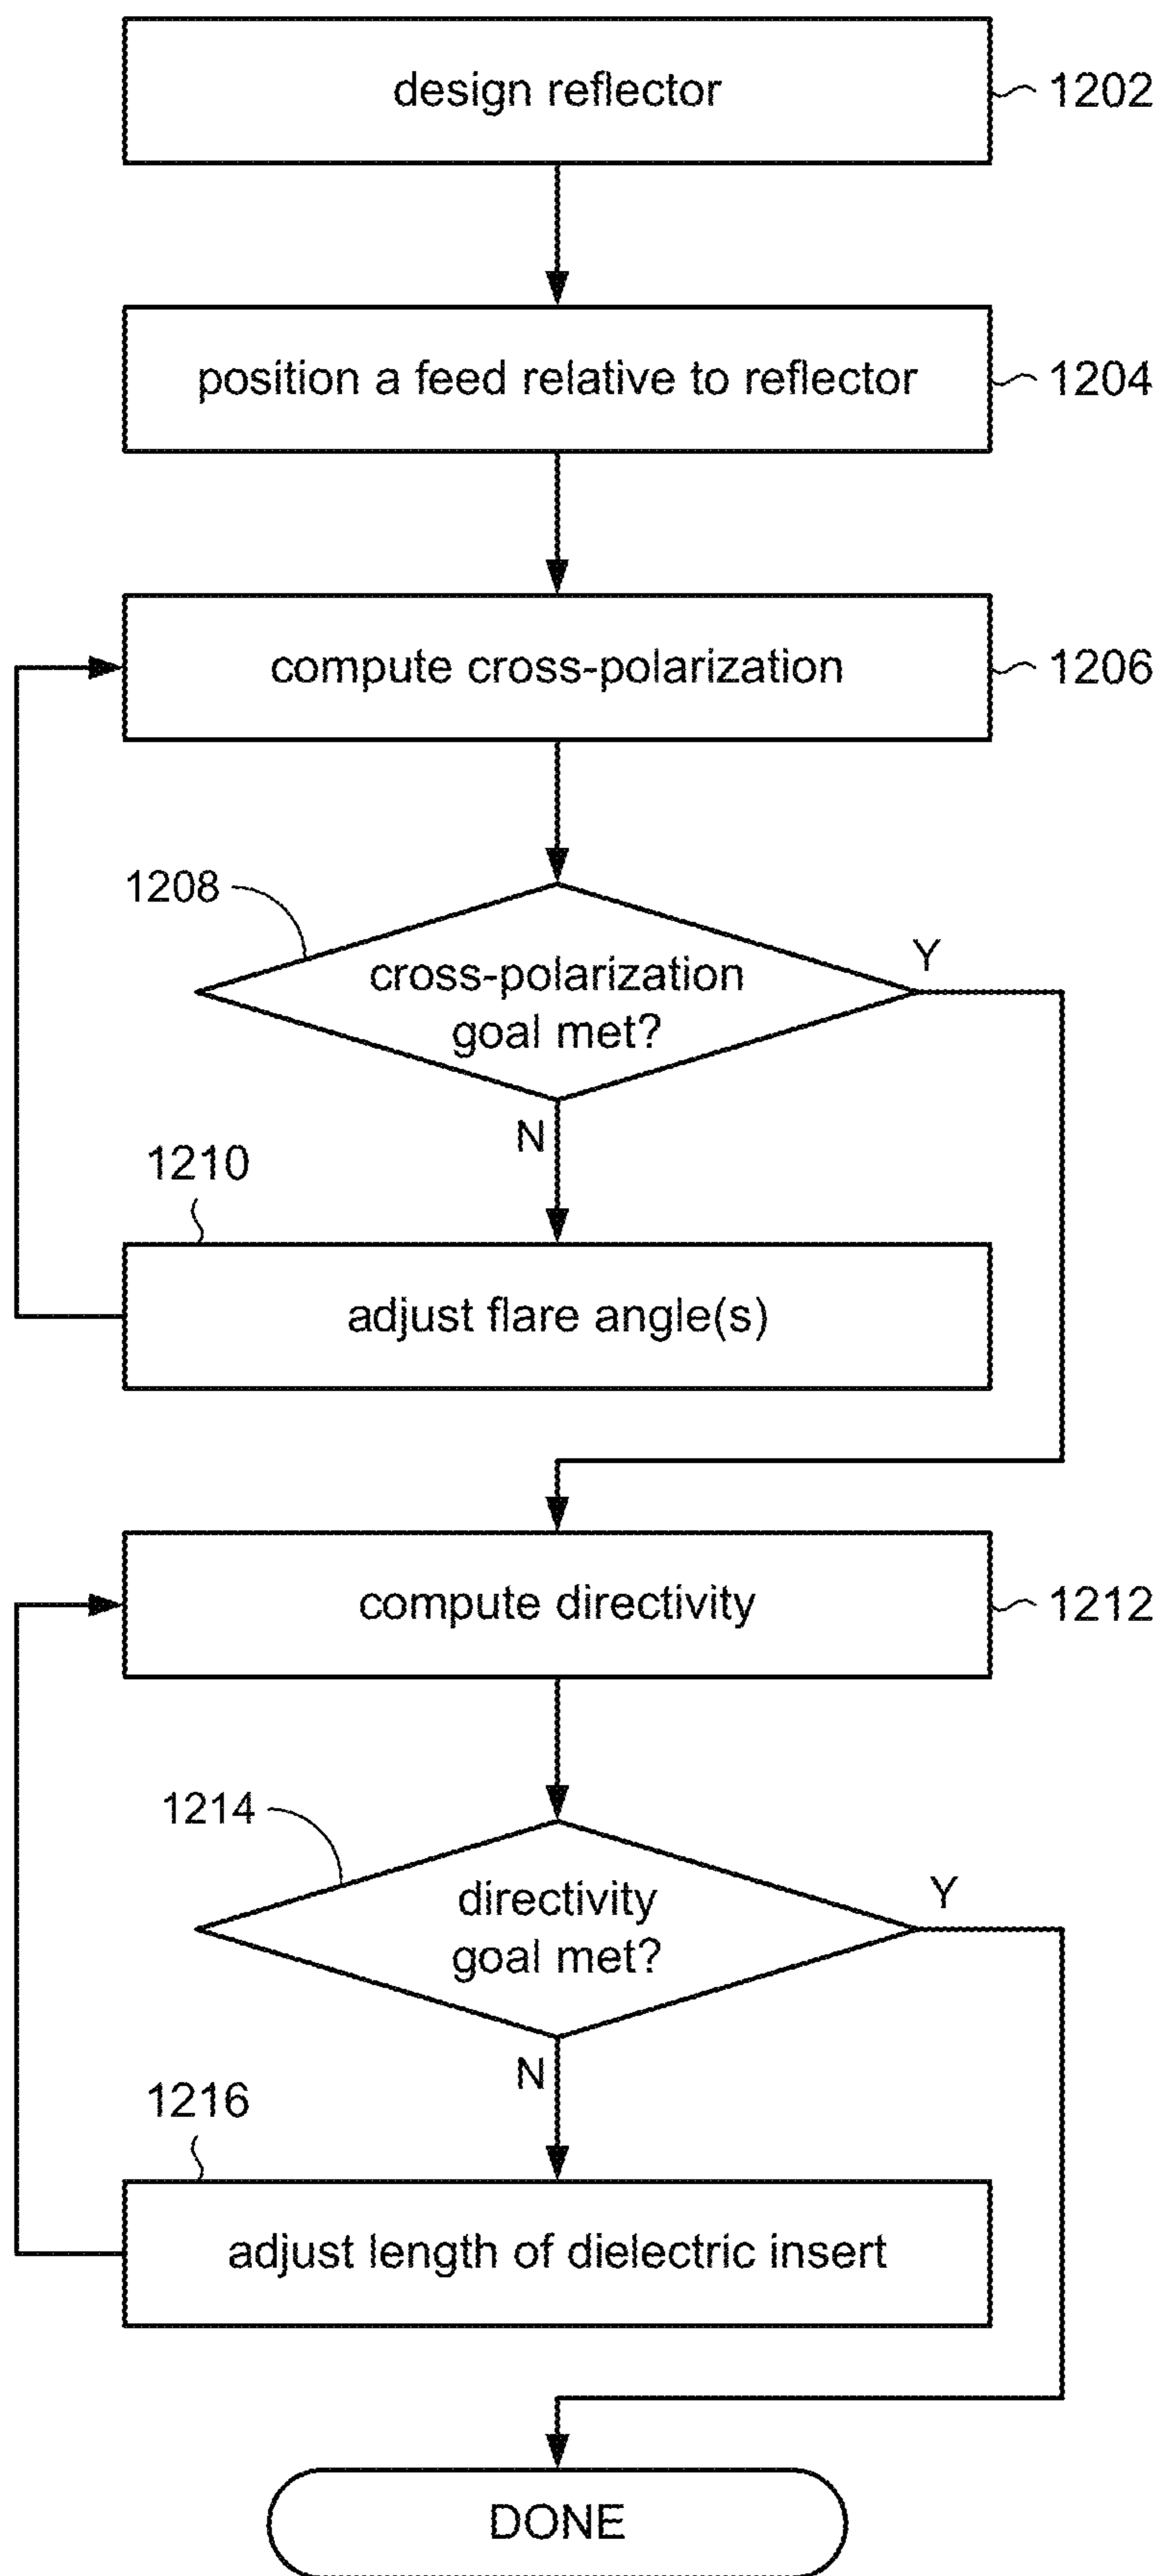 design reflector
1202
position a feed relative to reflector
1204
compute cross-polarization
1206
1208
cross-polarization
goal met?
Y
N
1210
adjust flare angle(s)
compute directivity
1212
1214
directivity
goal met?
Y
N
1216
adjust length of dielectric insert
DONE